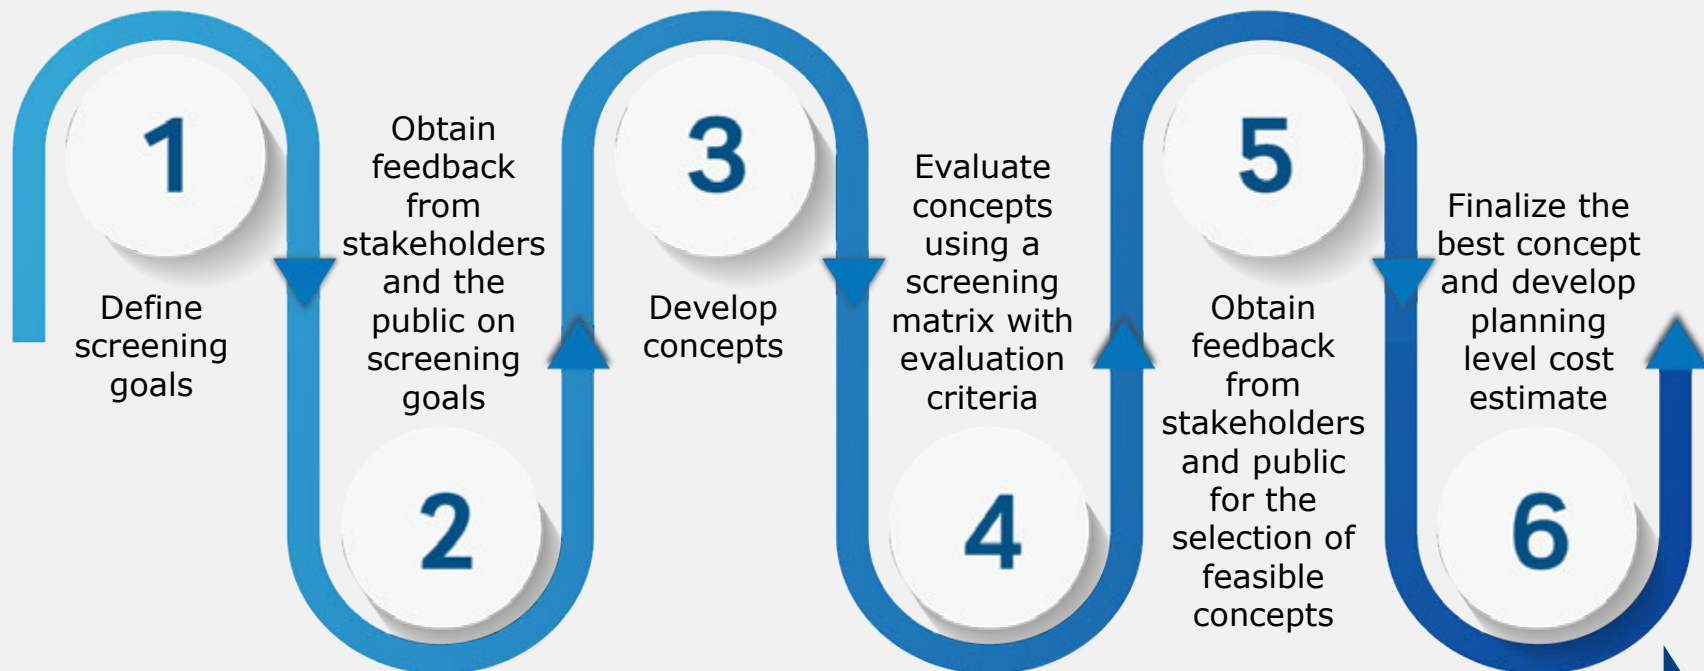 1
Define
screening
goals
Obtain
feedback
from
stakeholders
and the
public on
screening
goals
2
3
Develop
concepts
Evaluate
concepts
using a
screening
matrix with
evaluation
criteria
4
5
Obtain
feedback
from
stakeholders
and public
for the
selection of
feasible
concepts
Finalize the
best concept
and develop
planning
level cost
estimate
6